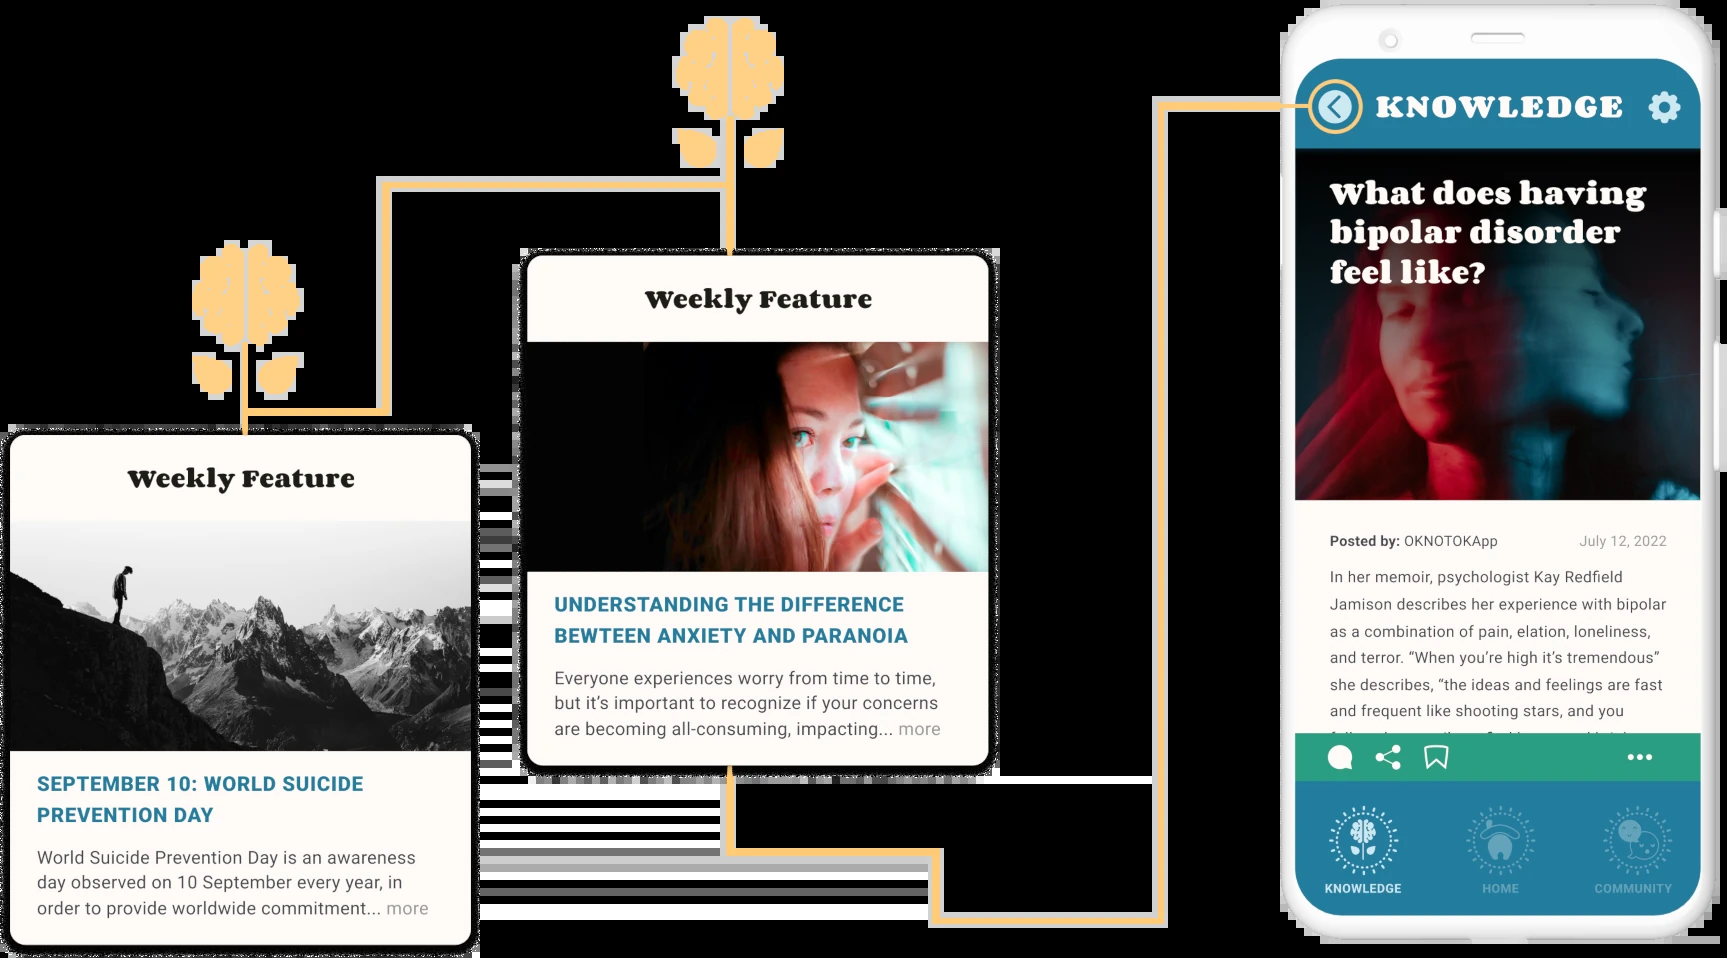 Weekly Feature
SEPTEMBER 10: WORLD SUICIDE
PREVENTION DAY
World Suicide Prevention Day is an awareness
day observed on 10 September every year, in
order to provide worldwide commitment... more
Weekly Feature
UNDERSTANDING THE DIFFERENCE
BEWTEEN ANXIETY AND PARANOIA
Everyone experiences worry from time to time,
but it’s important to recognize if your concerns
are becoming all-consuming, impacting... more
KNOWLEDGE
What does having
bipolar disorder
feel like?
Posted by: OKNOTOKApp July 12, 2022
In her memoir, psychologist Kay Redfield
Jamison describes her experience with bipolar
as a combination of pain, elation, loneliness,
and terror. “When you’re high it’s tremendous”
she describes, “the ideas and feelings are fast
and frequent like shooting stars, and you
KNOWLEDGE HOME COMMUNITY